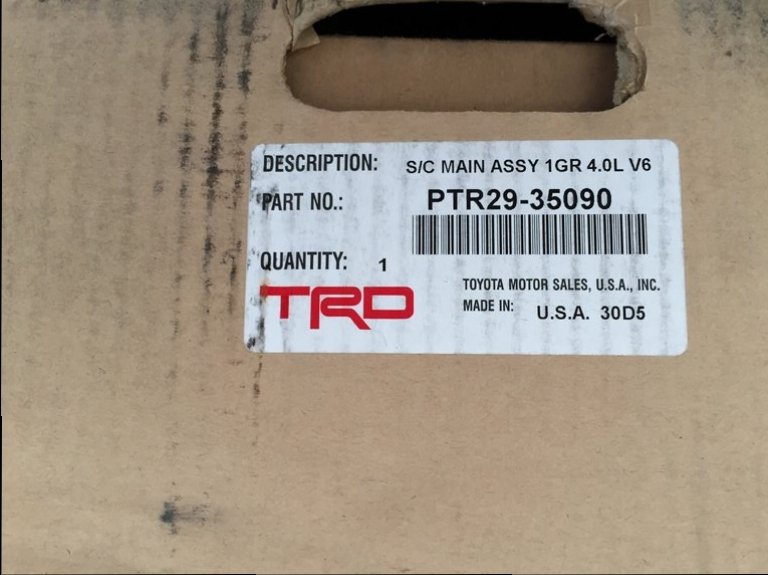 DESCRIPTION: S/C MAIN ASSY 1GR 4.0L V6
PART NO.: PTR29-35090
QUANTITY: 1
TRD
TOYOTA MOTOR SALES, U.S.A., INC.
MADE IN: U.S.A. 30D5